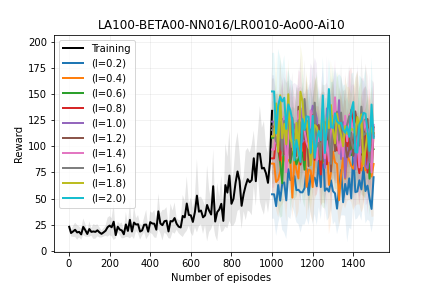 LA100-BETA00-NN016/LR0010-Ao00-Ai10
Reward
200
175
150
125
100
75
50
25
0
Training
(l=0.2)
(l=0.4)
(l=0.6)
(l=0.8)
(l=1.0)
(l=1.2)
(l=1.4)
(l=1.6)
(l=1.8)
(l=2.0)
0 200 400 600 800 1000 1200 1400
Number of episodes